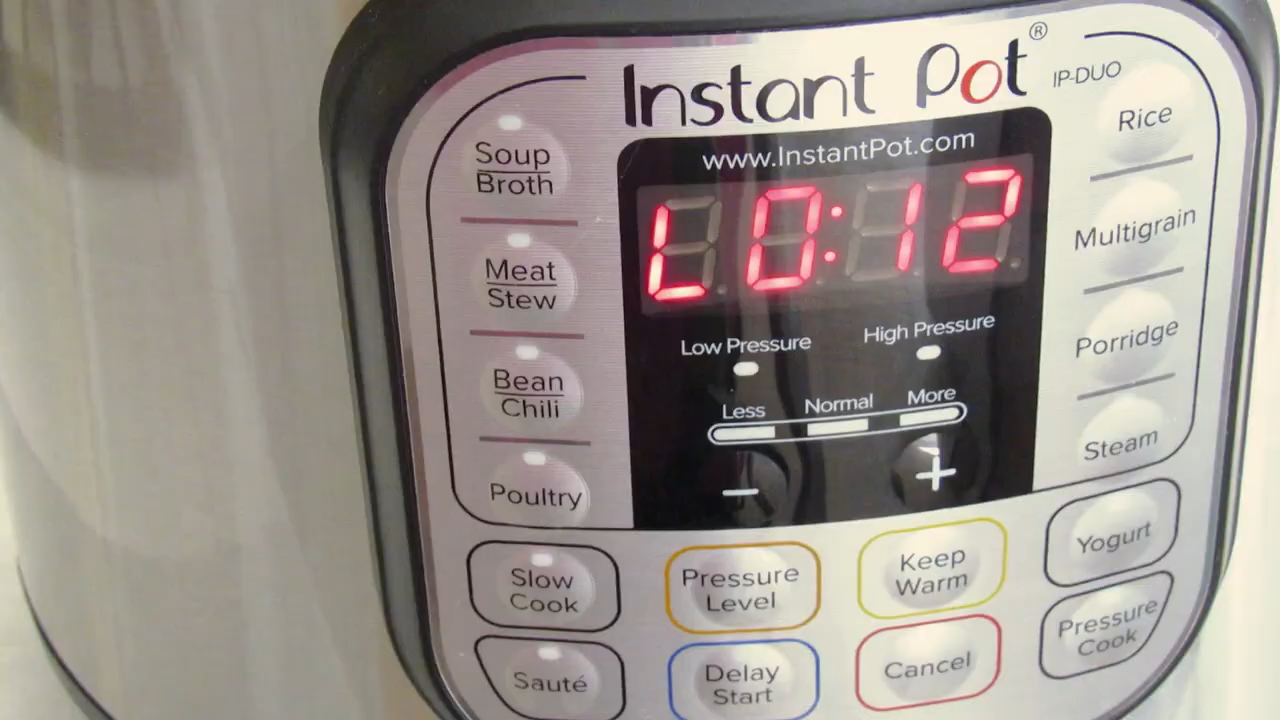 Instant Pot® IP-DUO
www.InstantPot.com
L0:12
Low Pressure
High Pressure
Less
Normal
More
−
+
Soup
Broth
Meat
Stew
Bean
Chili
Poultry
Rice
Multigrain
Porridge
Steam
Slow
Cook
Pressure
Level
Keep
Warm
Yogurt
Sauté
Delay
Start
Cancel
Pressure
Cook